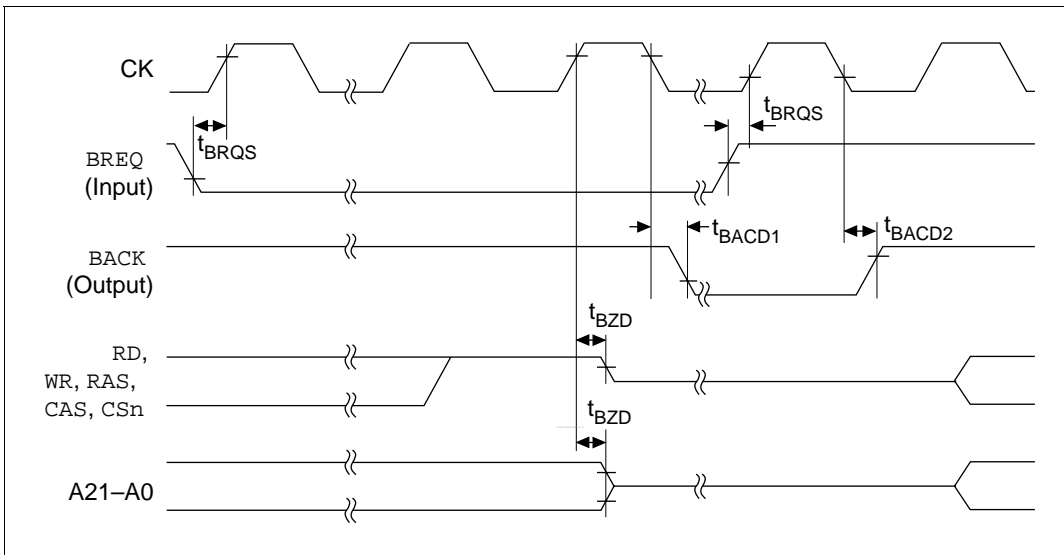 CK
tBRQS
tBRQS
BREQ
(Input)
tBACD1
tBACD2
BACK
(Output)
tBZD
RD,
WR, RAS,
CAS, CSn
tBZD
A21–A0